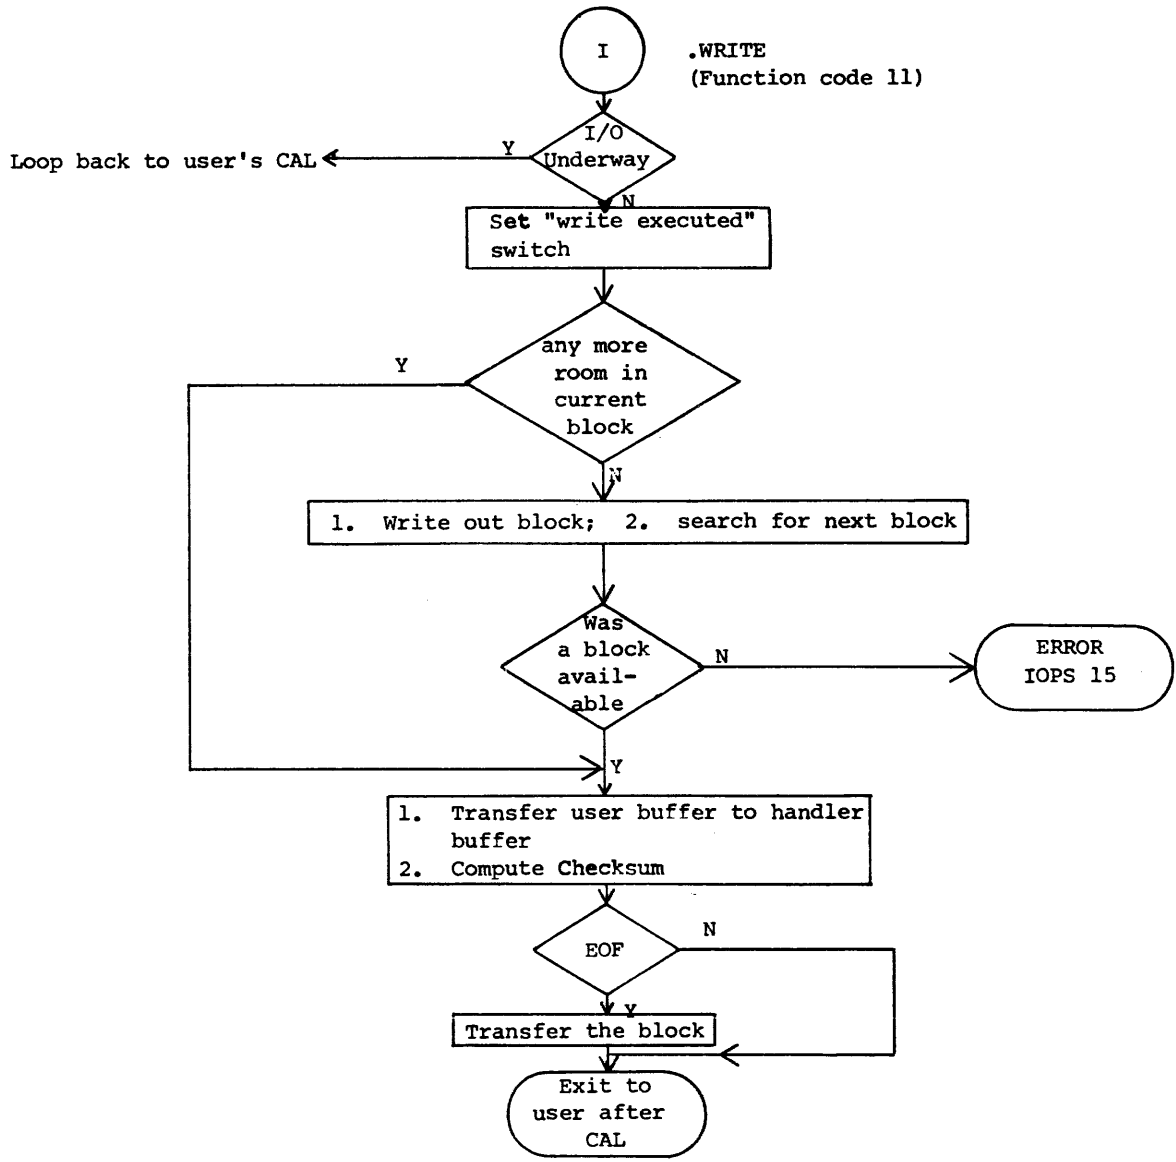 I
.WRITE
(Function code 11)
I/O
Underway
Y
Loop back to user's CAL
N
Set "write executed"
switch
any more
room in
current
block
Y
N
1. Write out block; 2. search for next block
Was
a block
avail-
able
N
ERROR
IOPS 15
Y
1. Transfer user buffer to handler
buffer
2. Compute Checksum
EOF
N
Y
Transfer the block
Exit to
user after
CAL